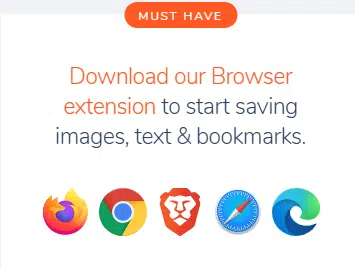 MUST HAVE
Download our Browser
extension to start saving
images, text & bookmarks.